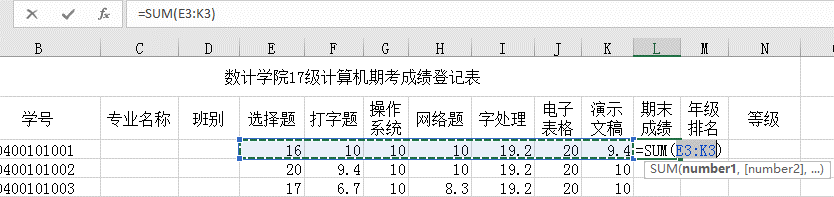 =SUM(E3:K3)
B C D E F G H I J K L M N
数计学院17级计算机期考成绩登记表
学号 专业名称 班别 选择题 打字题 操作系统 网络题 字处理 电子表格 演示文稿 期末成绩 年级排名 等级
0400101001 16 10 10 10 19.2 20 9.4 =SUM(E3:K3)
SUM(number1, [number2], ...)
0400101002 20 9.4 10 10 19.2 20 10
0400101003 17 6.7 10 8.3 19.2 20 10